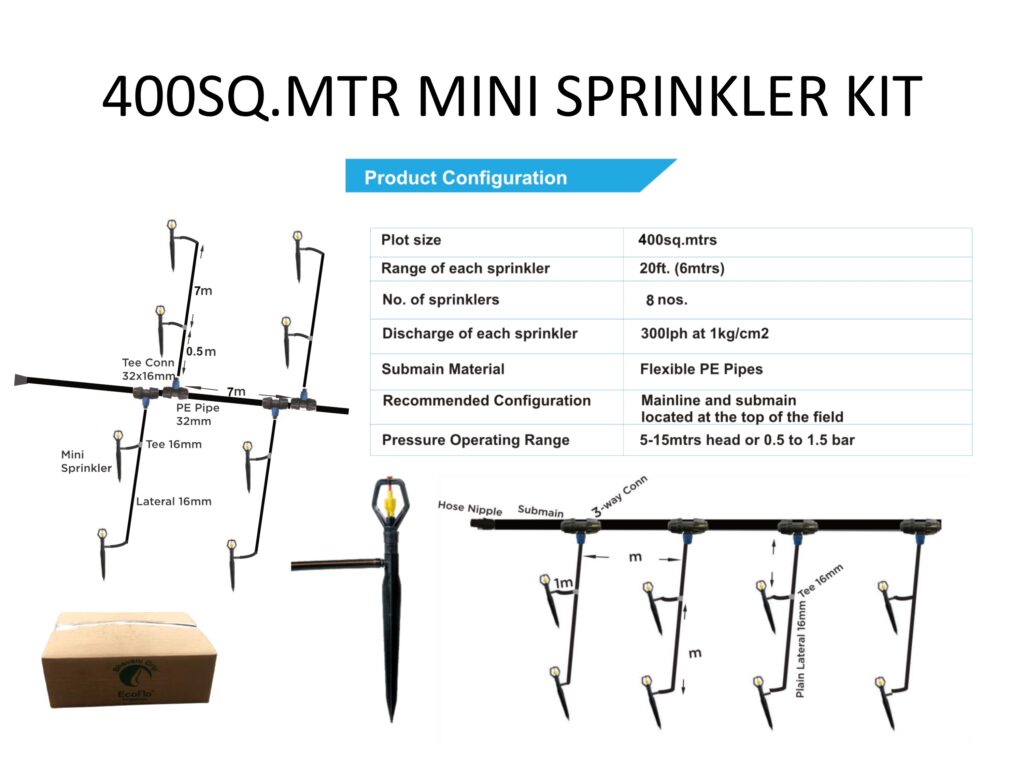 400SQ.MTR MINI SPRINKLER KIT
Product Configuration
Plot size 400sq.mtrs
Range of each sprinkler 20ft. (6mtrs)
No. of sprinklers 8 nos.
Discharge of each sprinkler 300lph at 1kg/cm2
Submain Material Flexible PE Pipes
Recommended Configuration Mainline and submain
located at the top of the field
Pressure Operating Range 5-15mtrs head or 0.5 to 1.5 bar
7m
0.5m
Tee Conn
32x16mm
7m
PE Pipe
32mm
Tee 16mm
Mini
Sprinkler
Lateral 16mm
Hose Nipple
Submain
3-way Conn
m
1m
Tee 16mm
m
Plain Lateral 16mm
EcoFlo